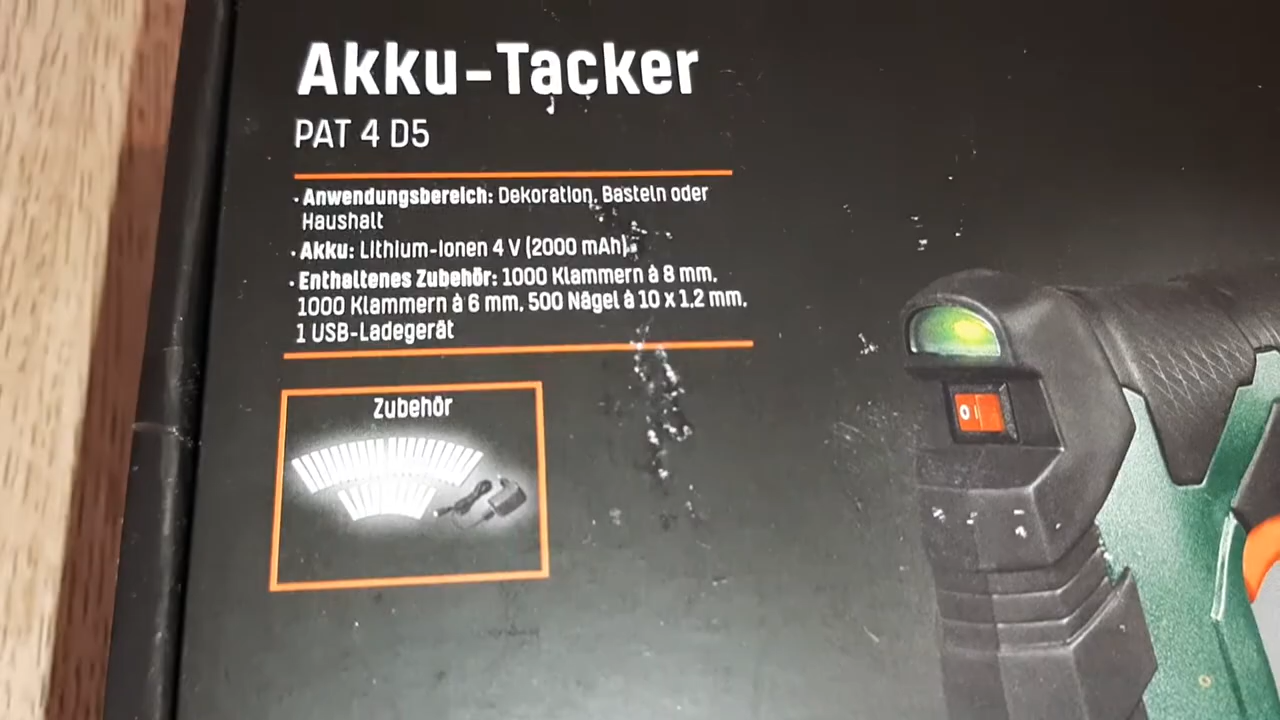 Akku-Tacker
PAT 4 D5
· Anwendungsbereich: Dekoration, Basteln oder
Haushalt
· Akku: Lithium-Ionen 4 V (2000 mAh)
· Enthaltenes Zubehör: 1000 Klammern à 8 mm,
1000 Klammern à 6 mm, 500 Nägel à 10 x 1,2 mm,
1 USB-Ladegerät
Zubehör
0 I